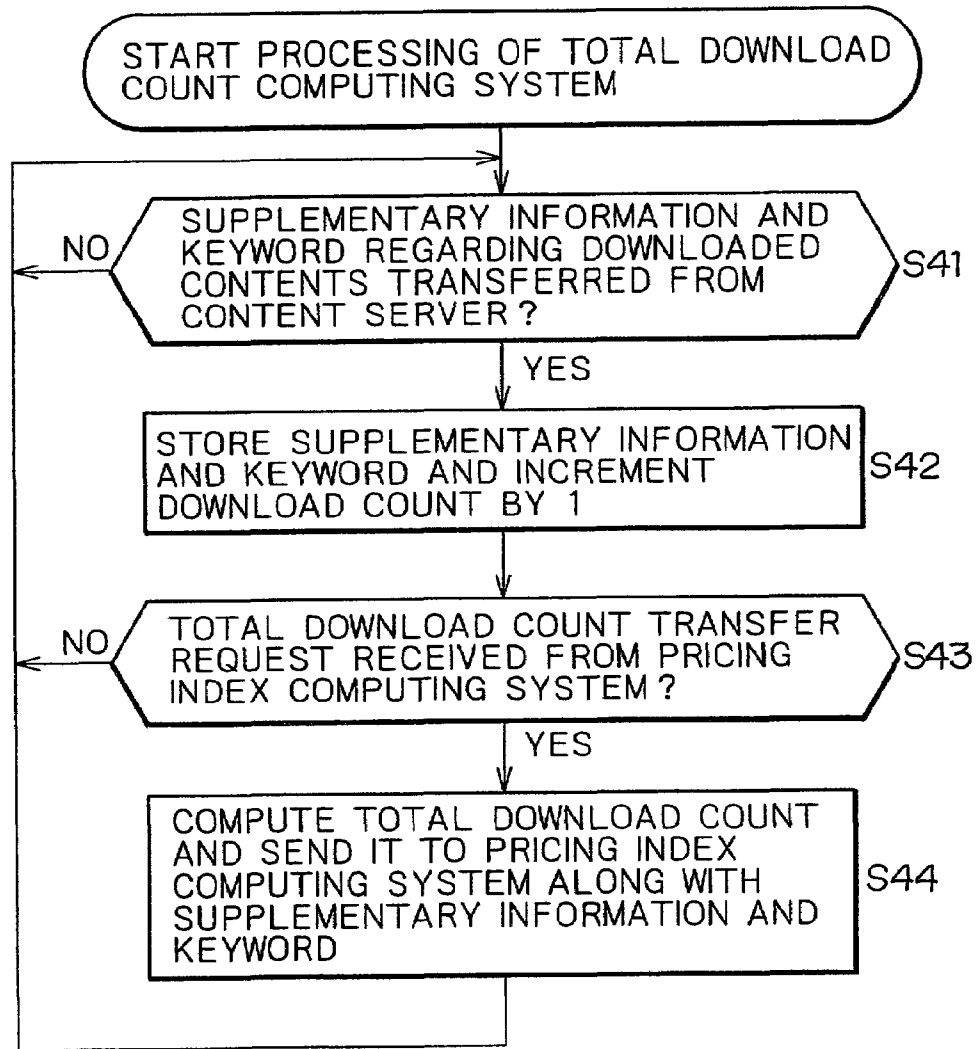 START PROCESSING OF TOTAL DOWNLOAD
COUNT COMPUTING SYSTEM
SUPPLEMENTARY INFORMATION AND
KEYWORD REGARDING DOWNLOADED
CONTENTS TRANSFERRED FROM
CONTENT SERVER?
NO
S41
YES
STORE SUPPLEMENTARY INFORMATION
AND KEYWORD AND INCREMENT
DOWNLOAD COUNT BY 1
S42
TOTAL DOWNLOAD COUNT TRANSFER
REQUEST RECEIVED FROM PRICING
INDEX COMPUTING SYSTEM?
NO
S43
YES
COMPUTE TOTAL DOWNLOAD COUNT
AND SEND IT TO PRICING INDEX
COMPUTING SYSTEM ALONG WITH
SUPPLEMENTARY INFORMATION AND
KEYWORD
S44